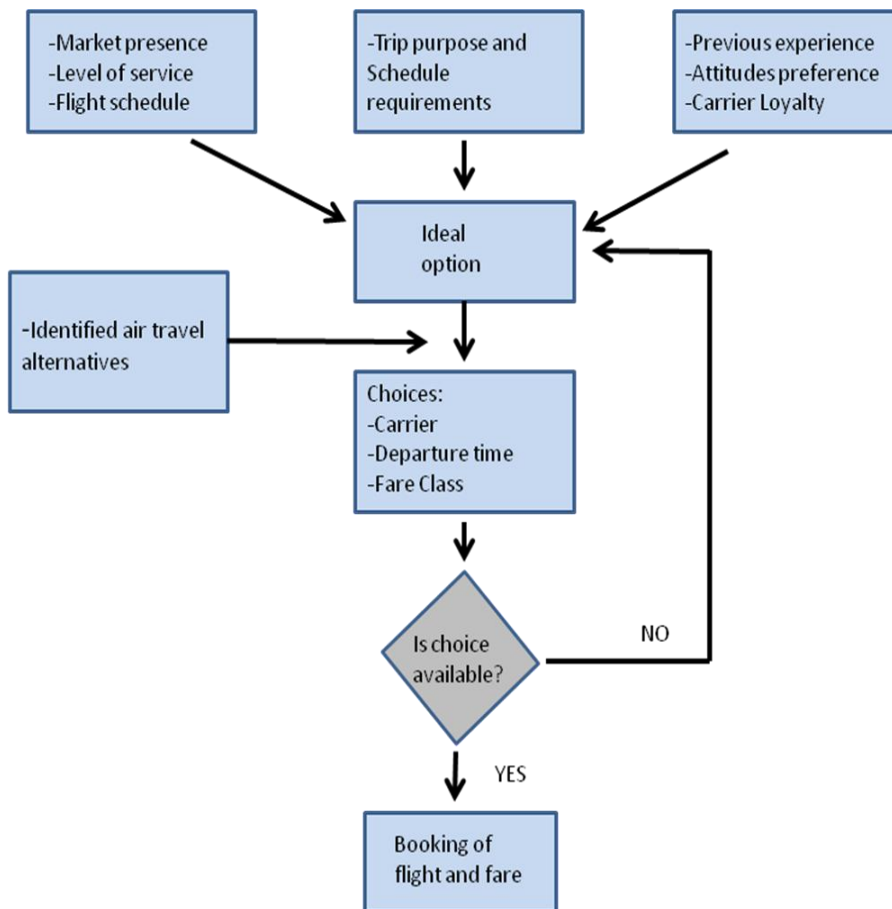 -Market presence
-Level of service
-Flight schedule
-Trip purpose and
Schedule
requirements
-Previous experience
-Attitudes preference
-Carrier Loyalty
Ideal
option
-Identified air travel
alternatives
Choices:
-Carrier
-Departure time
-Fare Class
Is choice
available?
NO
YES
Booking of
flight and fare